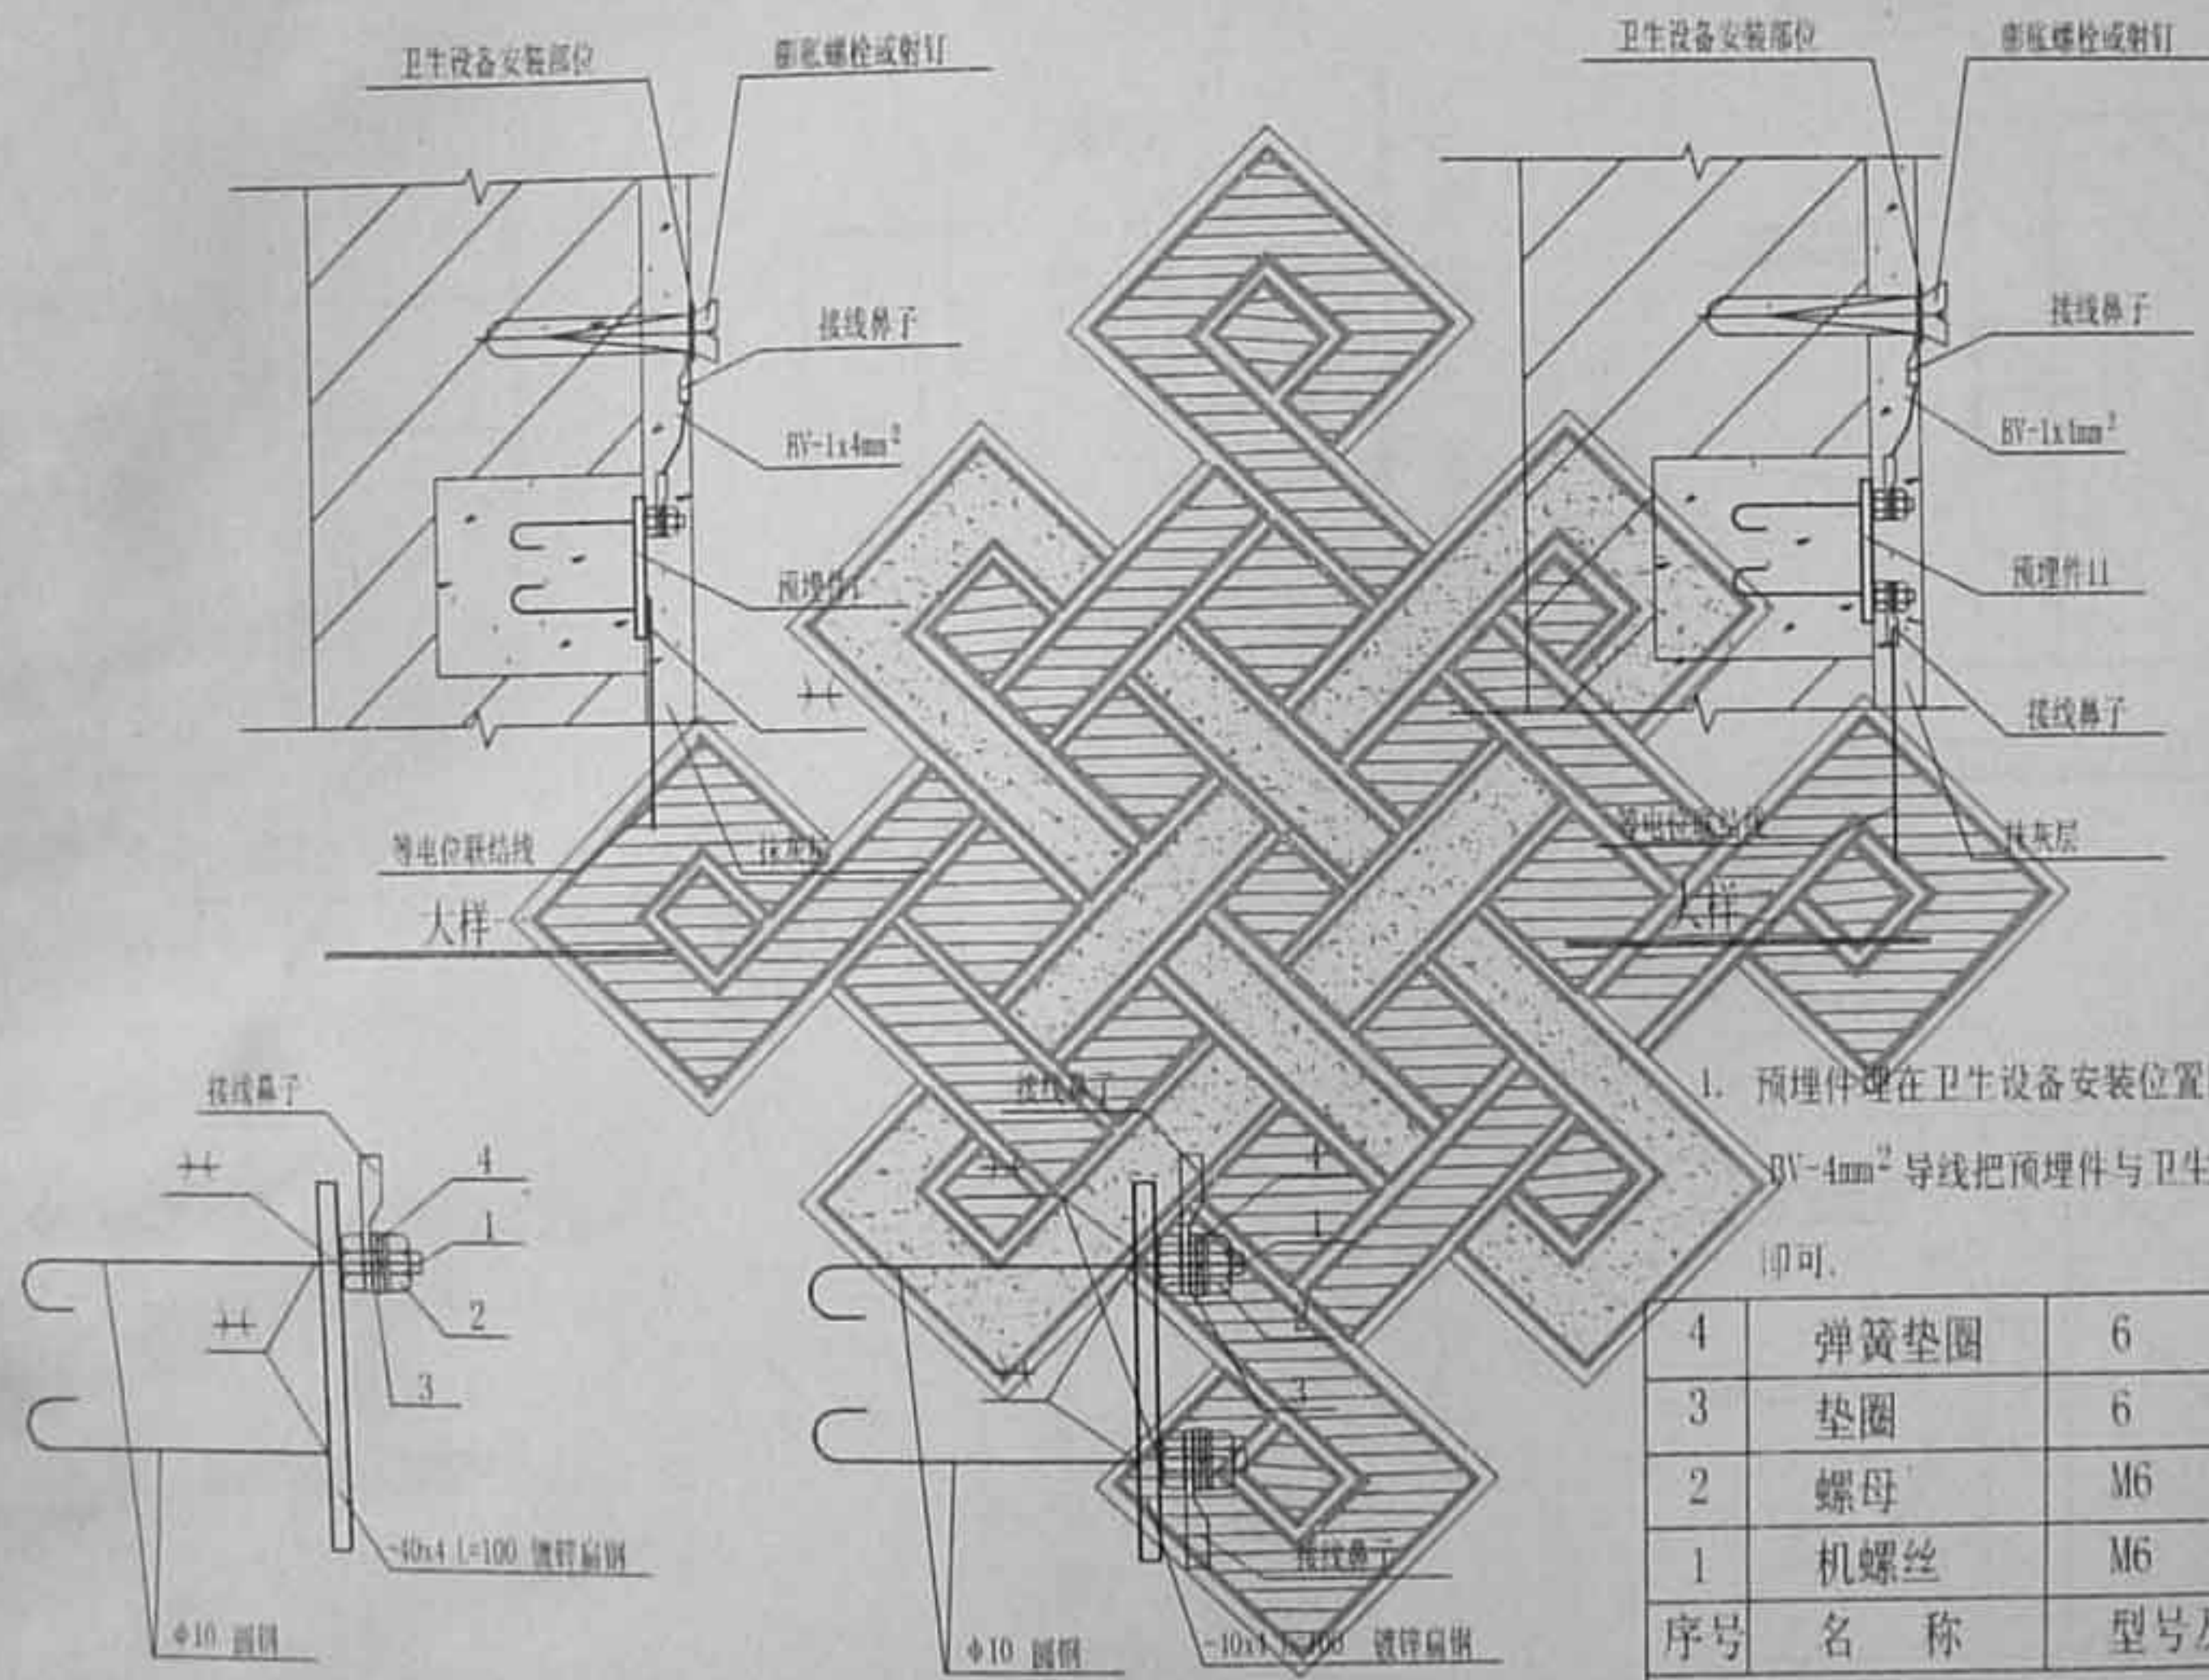 卫生设备安装部位
膨胀螺栓或射钉
接线鼻子
BV-1x4mm²
预埋件
等电位联结线
抹灰层
大样
卫生设备安装部位
膨胀螺栓或射钉
接线鼻子
BV-1x4mm²
预埋件11
接线鼻子
等电位联结线
抹灰层
大样
接线鼻子
4
1
2
3
-40x4 L=100 镀锌扁钢
Φ10 圆钢
接线鼻子
4
1
2
3
接线鼻子
镀锌扁钢
Φ10 圆钢
1. 预埋件埋在卫生设备安装位置
BV-4mm² 导线把预埋件与卫生
即可.
4 弹簧垫圈 6
3 垫圈 6
2 螺母 M6
1 机螺丝 M6
序号 名 称 型号